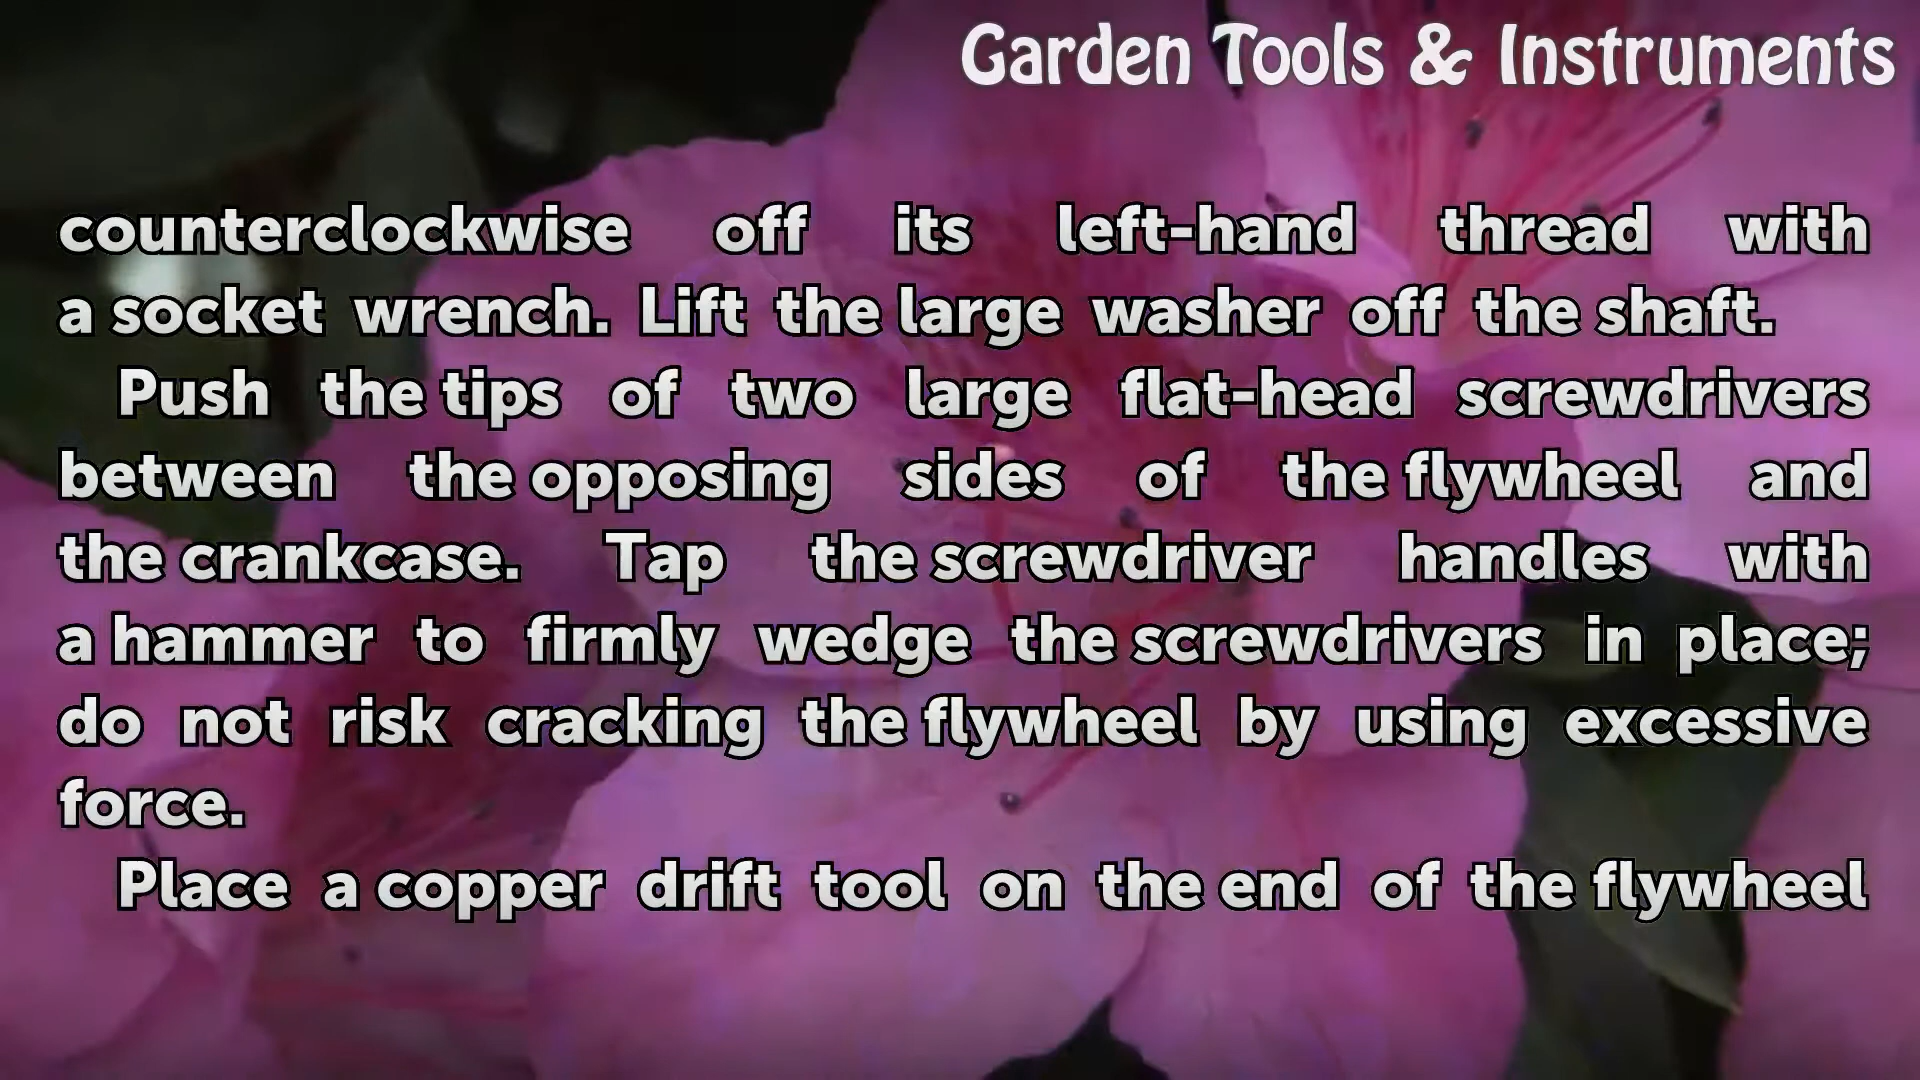 Garden Tools & Instruments
counterclockwise off its left-hand thread with
a socket wrench. Lift the large washer off the shaft.
Push the tips of two large flat-head screwdrivers
between the opposing sides of the flywheel and
the crankcase. Tap the screwdriver handles with
a hammer to firmly wedge the screwdrivers in place;
do not risk cracking the flywheel by using excessive
force.
Place a copper drift tool on the end of the flywheel